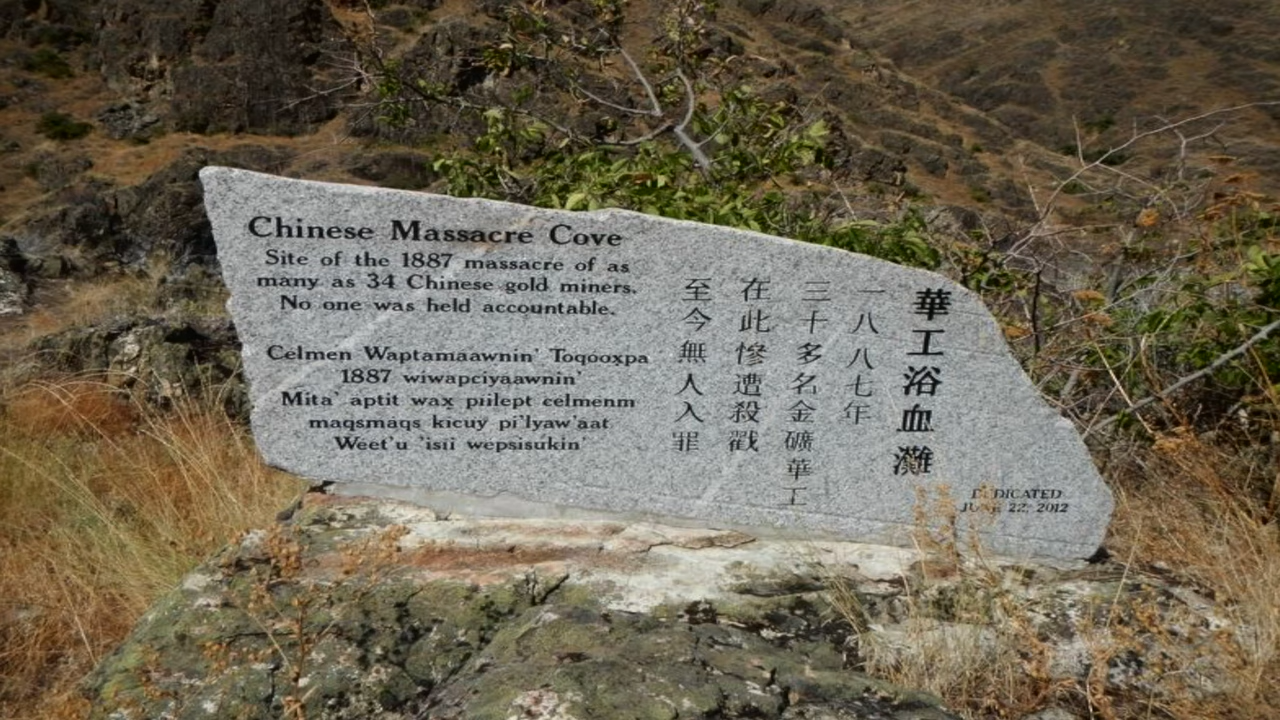 Chinese Massacre Cove
Site of the 1887 massacre of as
many as 34 Chinese gold miners.
No one was held accountable.
Celmen Waptamaawnin' Toqoox̣pa
1887 wiwapciyaawnin'
Mita' aptit wax̣ piilept celmenm
maqsmaqs kicuy pi'lyaw'aat
Weet'u 'isii wepsisukin'
華工浴血灘
一八八七年
三十多名金礦華工
在此慘遭殺戮
至今無人入罪
DEDICATED
JUNE 22, 2012